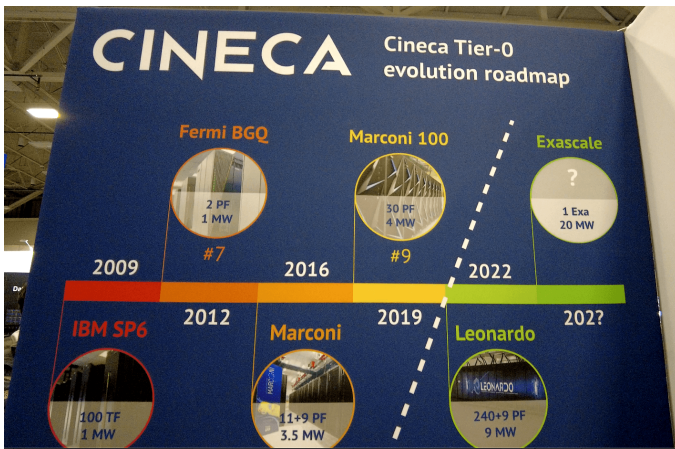 CINECA
Cineca Tier-0
evolution roadmap
Fermi BGQ
2 PF
1 MW
#7
Marconi 100
30 PF
4 MW
#9
Exascale
?
1 Exa
20 MW
2009
2016
2022
2012
2019
202?
IBM SP6
100 TF
1 MW
Marconi
MARCONI
11+9 PF
3.5 MW
Leonardo
LEONARDO
240+9 PF
9 MW